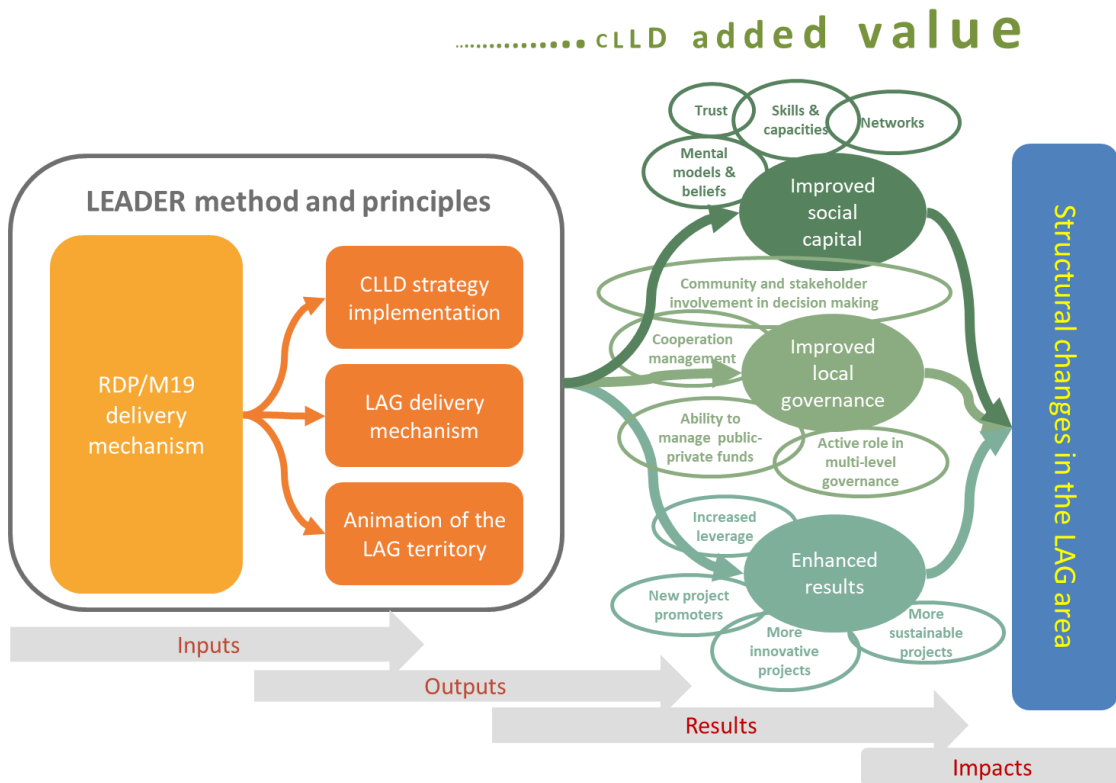 CLLD added value
Trust
Skills &
capacities
Networks
Mental
models &
beliefs
Improved
social
capital
LEADER method and principles
RDP/M19
delivery
mechanism
CLLD strategy
implementation
LAG delivery
mechanism
Animation of the
LAG territory
Community and stakeholder
involvement in decision making
Cooperation
management
Improved
local
governance
Ability to
manage public-
private funds
Active role in
multi-level
governance
Increased
leverage
Enhanced
results
New project
promoters
More
innovative
projects
More
sustainable
projects
Structural changes in the LAG area
Inputs
Outputs
Results
Impacts